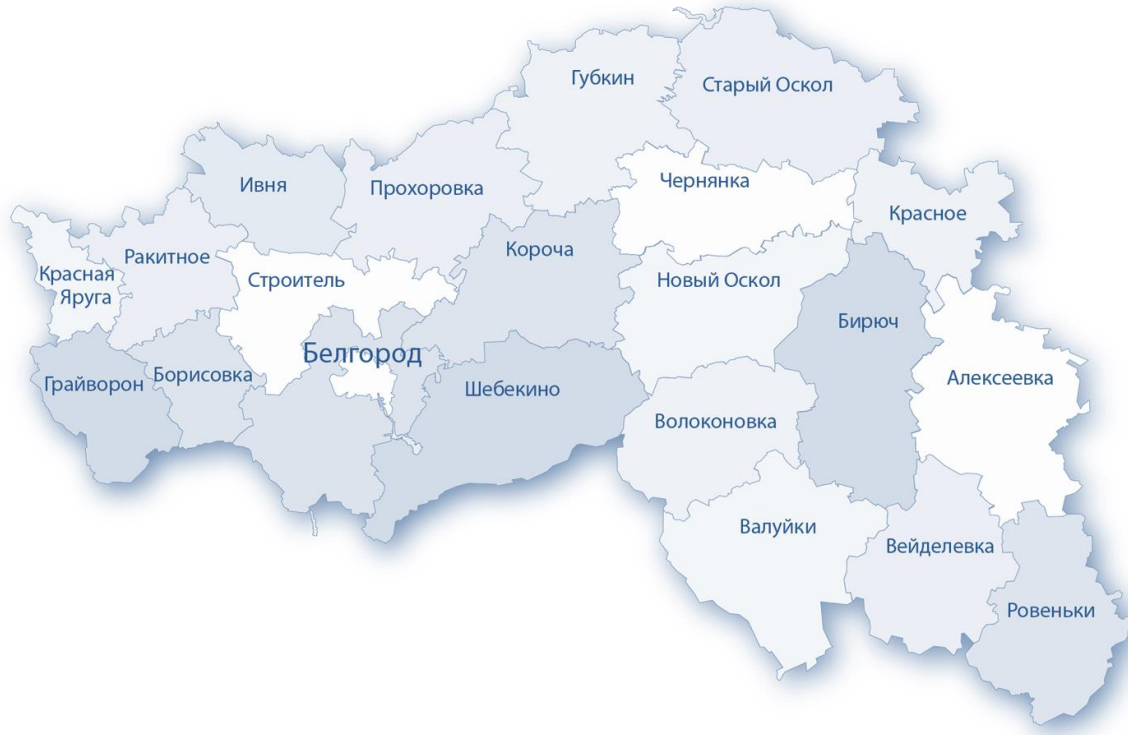 Губкин
Старый Оскол
Ивня
Прохоровка
Чернянка
Красное
Ракитное
Короча
Красная
Яруга
Строитель
Новый Оскол
Бирюч
Белгород
Грайворон
Борисовка
Шебекино
Алексеевка
Волоконовка
Валуйки
Вейделевка
Ровеньки